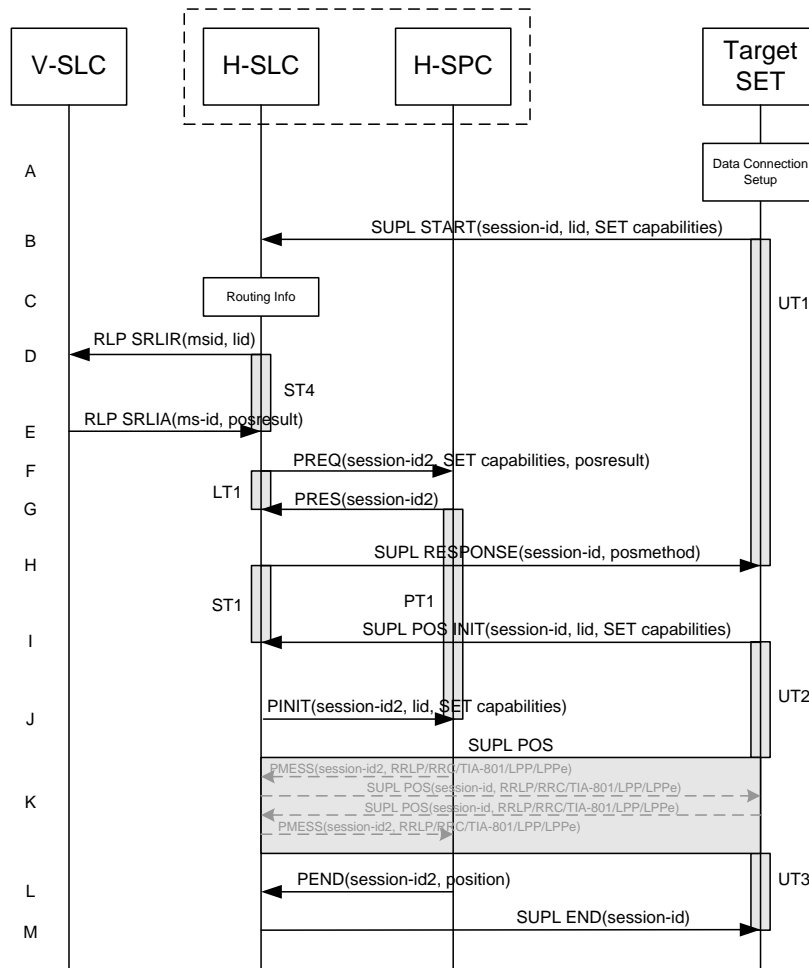 V-SLC
H-SLC
H-SPC
Target
SET
A
Data Connection
Setup
B
SUPL START(session-id, lid, SET capabilities)
C
Routing Info
UT1
D
RLP SRLIR(msid, lid)
ST4
E
RLP SRLIA(ms-id, posresult)
F
PREQ(session-id2, SET capabilities, posresult)
LT1
G
PRES(session-id2)
H
SUPL RESPONSE(session-id, posmethod)
ST1
PT1
I
SUPL POS INIT(session-id, lid, SET capabilities)
UT2
J
PINIT(session-id2, lid, SET capabilities)
SUPL POS
PMESS(session-id2, RRLP/RRC/TIA-801/LPP/LPPe)
SUPL POS(session-id, RRLP/RRC/TIA-801/LPP/LPPe)
K
SUPL POS(session-id, RRLP/RRC/TIA-801/LPP/LPPe)
PMESS(session-id2, RRLP/RRC/TIA-801/LPP/LPPe)
L
PEND(session-id2, position)
UT3
M
SUPL END(session-id)